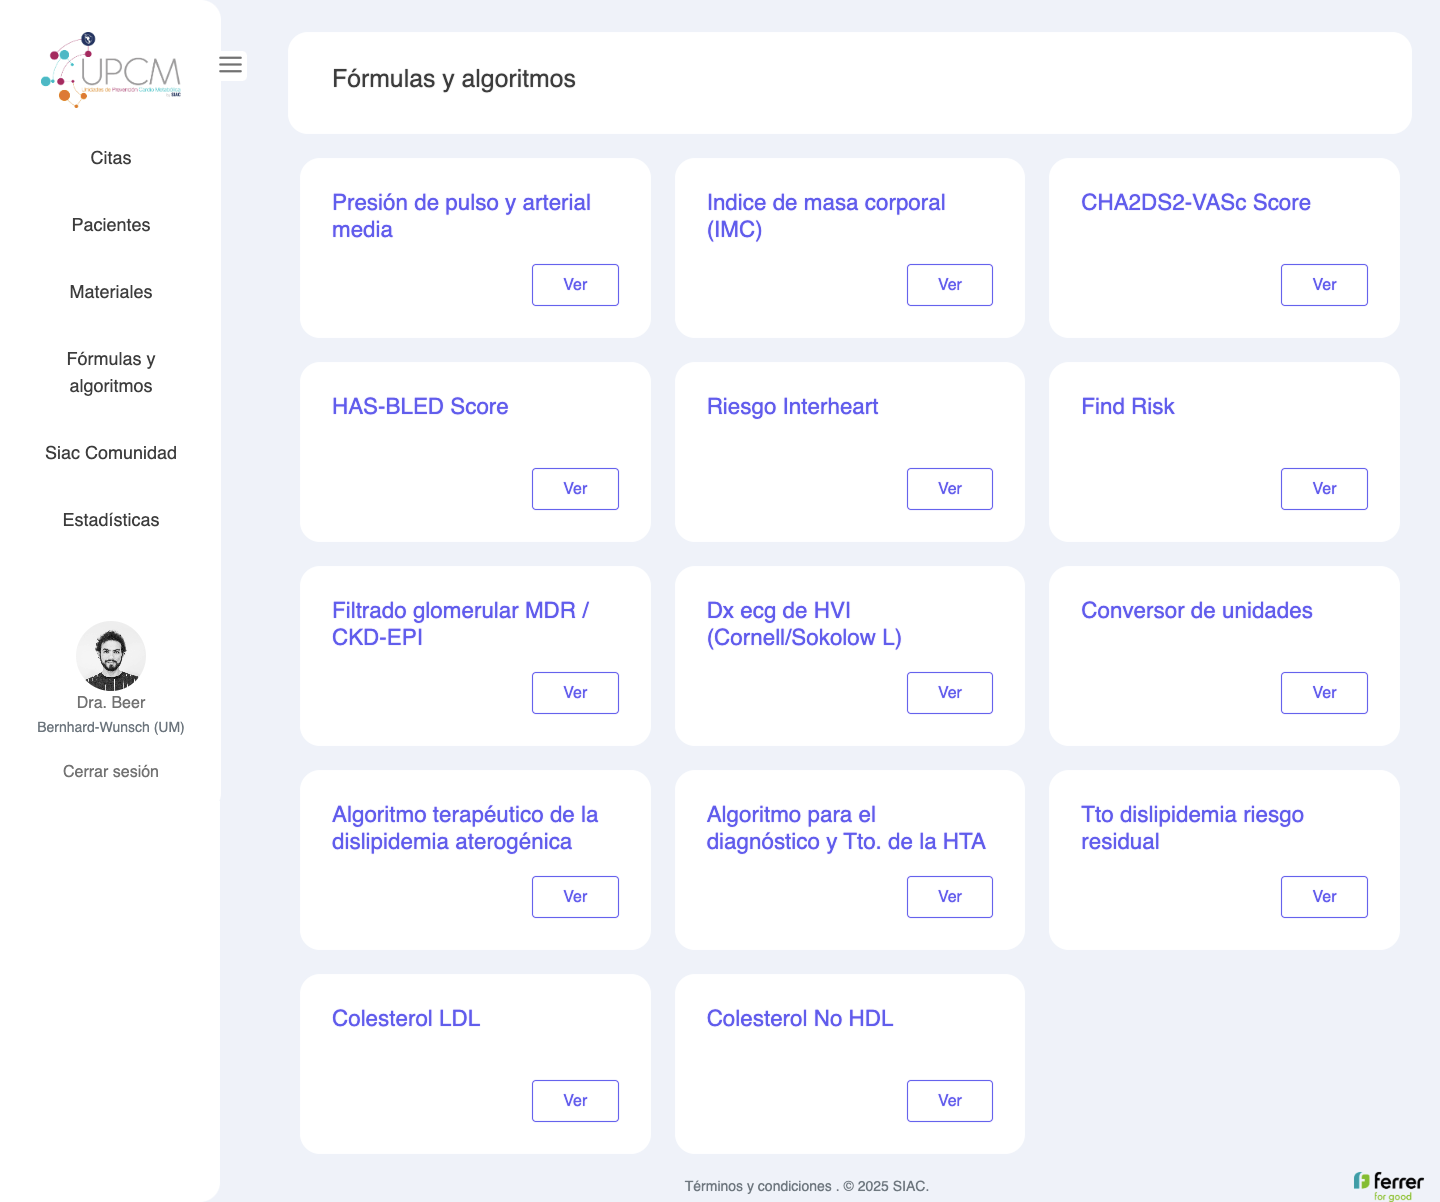 UPCM
Unidades de Prevención Cardio Metabólica
SIAC
Citas
Pacientes
Materiales
Fórmulas y
algoritmos
Siac Comunidad
Estadísticas
Dra. Beer
Bernhard-Wunsch (UM)
Cerrar sesión
Fórmulas y algoritmos
Presión de pulso y arterial
media
Ver
Indice de masa corporal
(IMC)
Ver
CHA2DS2-VASc Score
Ver
HAS-BLED Score
Ver
Riesgo Interheart
Ver
Find Risk
Ver
Filtrado glomerular MDR /
CKD-EPI
Ver
Dx ecg de HVI
(Cornell/Sokolow L)
Ver
Conversor de unidades
Ver
Algoritmo terapéutico de la
dislipidemia aterogénica
Ver
Algoritmo para el
diagnóstico y Tto. de la HTA
Ver
Tto dislipidemia riesgo
residual
Ver
Colesterol LDL
Ver
Colesterol No HDL
Ver
Términos y condiciones . © 2025 SIAC.
ferrer
for good